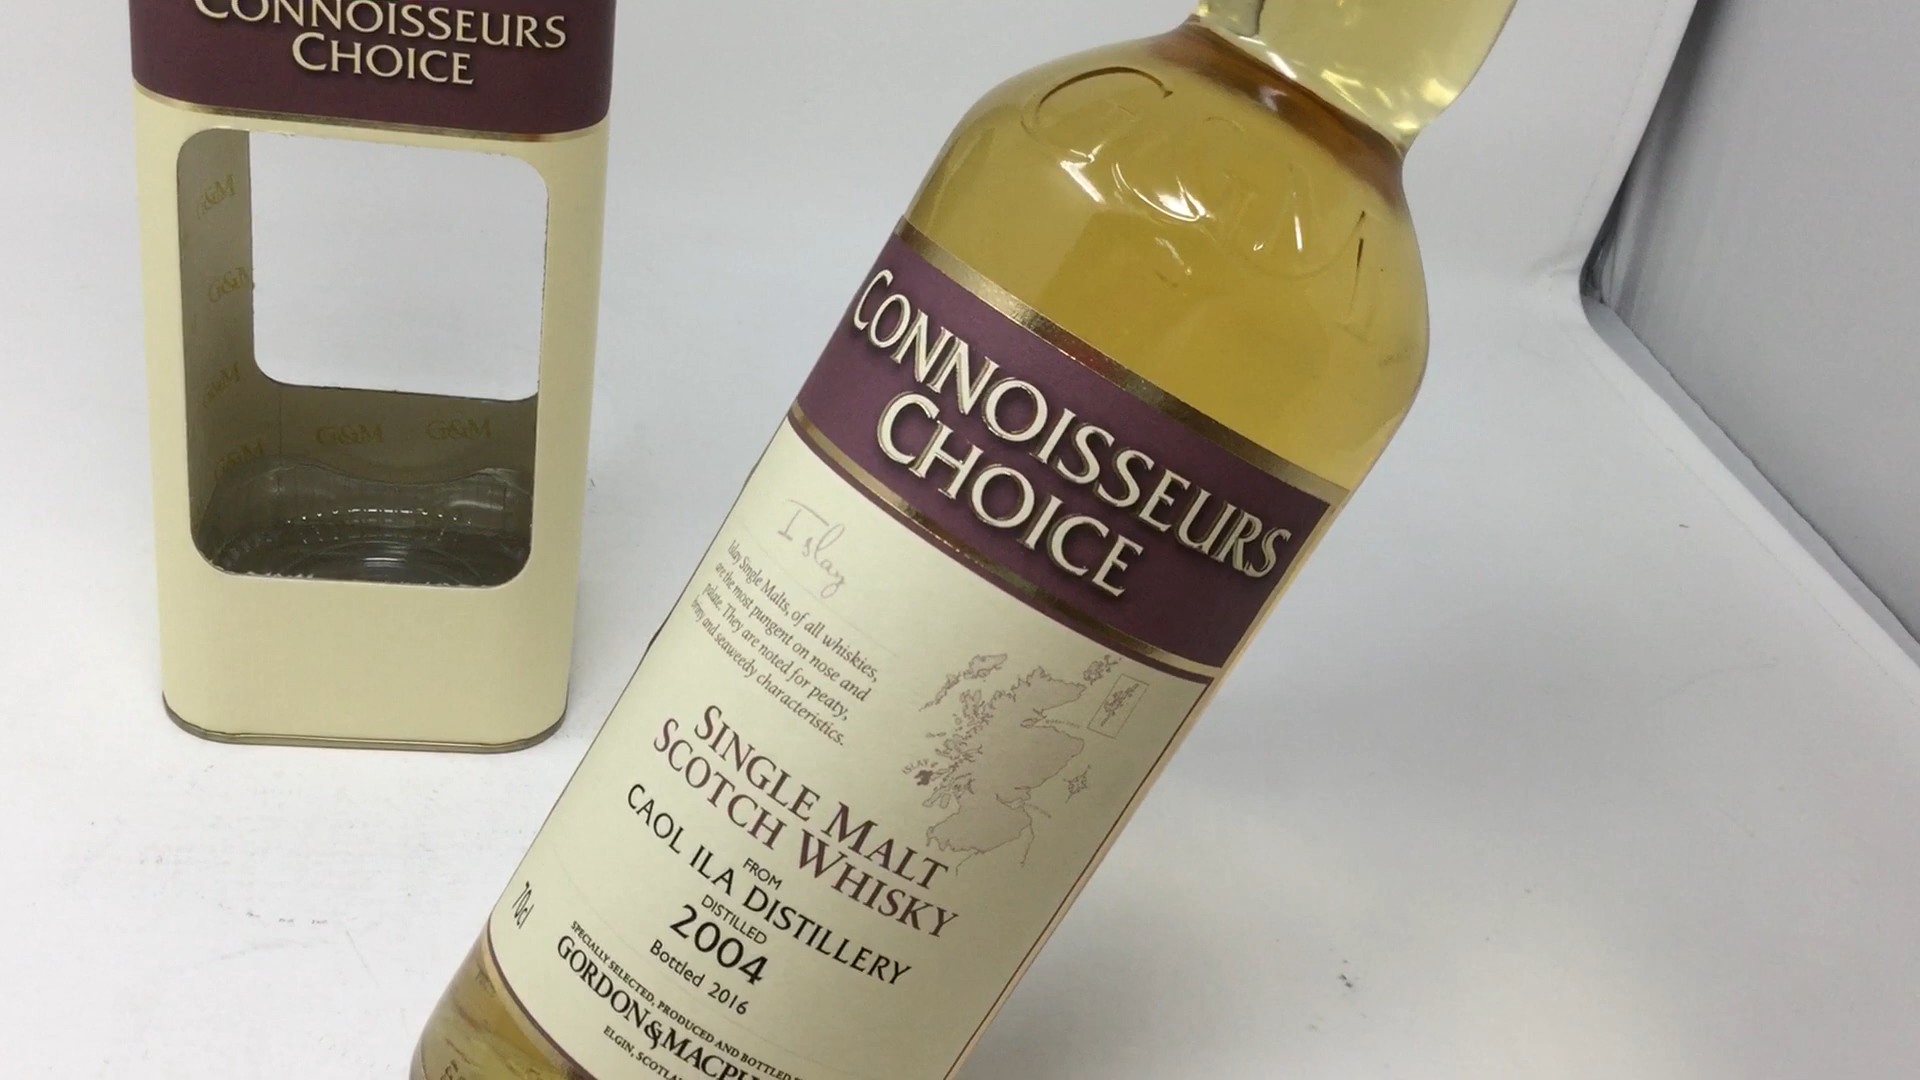 CONNOISSEURS
CHOICE
G&M
G&M
G&M
G&M
G&M
G&M
G&M
CONNOISSEURS
CHOICE
Islay
Islay Single Malts, of all whiskies,
are the most pungent on nose and
palate. They are noted for peaty,
briny and seaweedy characteristics.
ISLAY
SINGLE MALT
SCOTCH WHISKY
FROM
CAOL ILA DISTILLERY
DISTILLED
2004
Bottled 2016
70cl
SPECIALLY SELECTED, PRODUCED AND BOTTLED
GORDON & MACPH
ELGIN, SCOTLA